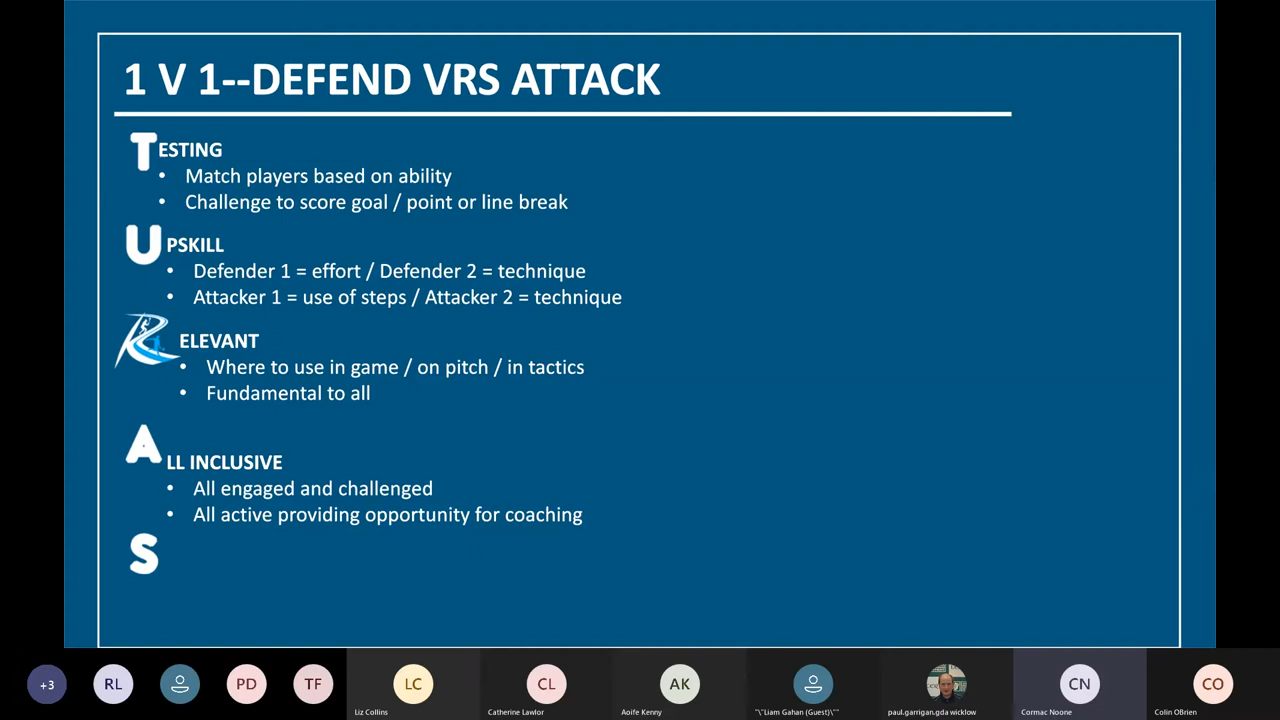 1 V 1--DEFEND VRS ATTACK
TESTING
• Match players based on ability
• Challenge to score goal / point or line break
UPSKILL
• Defender 1 = effort / Defender 2 = technique
• Attacker 1 = use of steps / Attacker 2 = technique
RELEVANT
• Where to use in game / on pitch / in tactics
• Fundamental to all
ALL INCLUSIVE
• All engaged and challenged
• All active providing opportunity for coaching
S
+3 RL PD TF LC CL AK CN CO
Liz Collins Catherine Lawlor Aoife Kenny "\"Liam Gahan (Guest)\"" paul.garrigan.gda wicklow Cormac Noone Colin OBrien